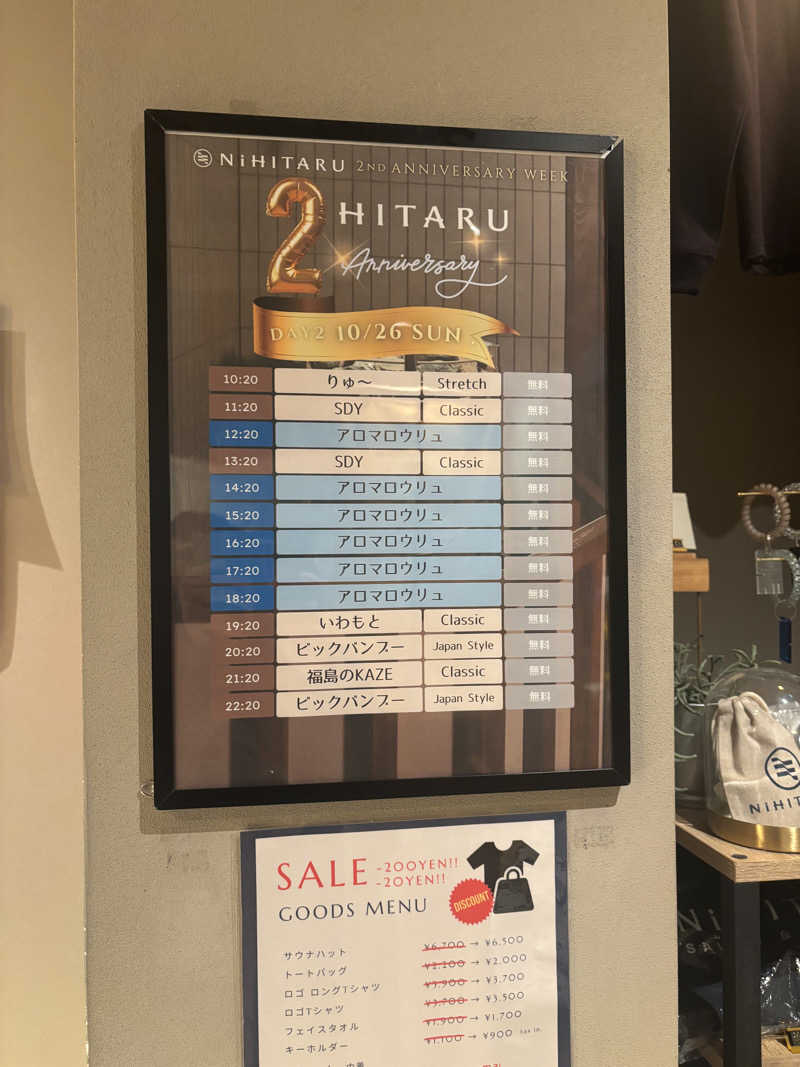 NiHITARU 2ND ANNIVERSARY WEEK
2 HITARU
Anniversary
DAY2 10/26 SUN
10:20 りゅ〜 Stretch 無料
11:20 SDY Classic 無料
12:20 アロマロウリュ 無料
13:20 SDY Classic 無料
14:20 アロマロウリュ 無料
15:20 アロマロウリュ 無料
16:20 アロマロウリュ 無料
17:20 アロマロウリュ 無料
18:20 アロマロウリュ 無料
19:20 いわもと Classic 無料
20:20 ビックバンブー Japan Style 無料
21:20 福島のKAZE Classic 無料
22:20 ビックバンブー Japan Style 無料
SALE -200YEN!!
-20YEN!!
GOODS MENU
DISCOUNT
サウナハット ¥6,700 → ¥6,500
トートバッグ ¥2,100 → ¥2,000
ロゴ ロングTシャツ ¥3,900 → ¥3,700
ロゴTシャツ ¥3,700 → ¥3,500
フェイスタオル ¥1,900 → ¥1,700
キーホルダー ¥1,100 → ¥900 tax in.
NiHIT